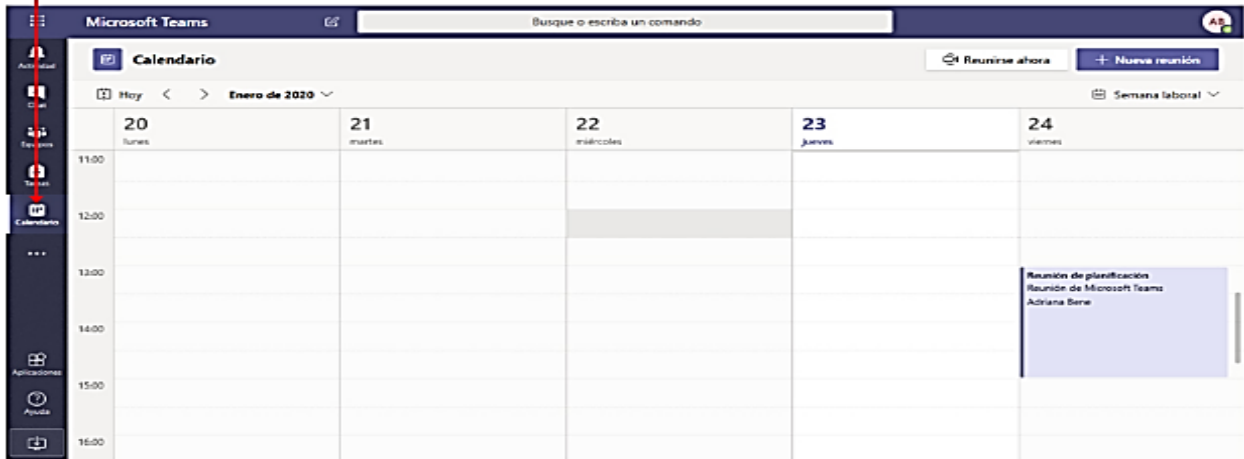 Microsoft Teams
Busque o escriba un comando
AB
Actividad
Calendario
Reunirse ahora
+ Nueva reunión
Chat
Hoy < > Enero de 2020
Semana laboral
Equipos
20
lunes
21
martes
22
miércoles
23
jueves
24
viernes
11:00
Tareas
Calendario
12:00
...
13:00
Reunión de planificación
Reunión de Microsoft Teams
Adriana Bene
14:00
Aplicaciones
15:00
Ayuda
16:00